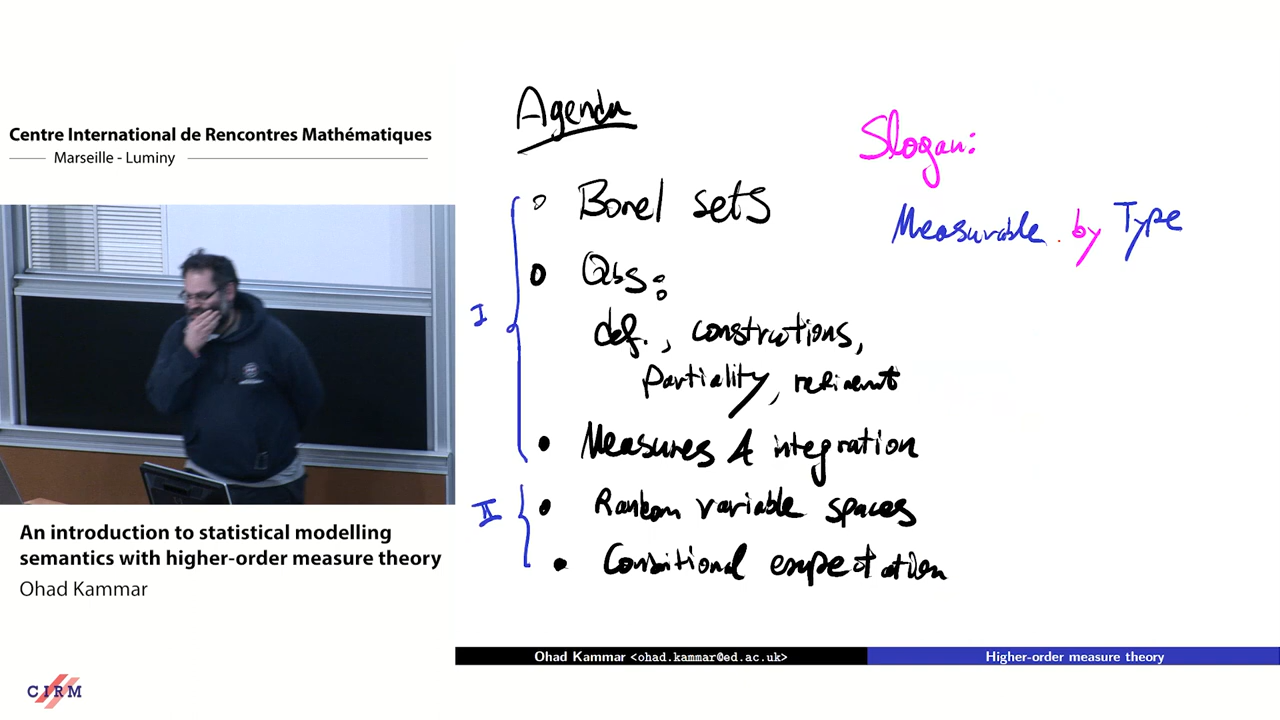 Centre International de Rencontres Mathématiques
Marseille - Luminy
An introduction to statistical modelling
semantics with higher-order measure theory
Ohad Kammar
CIRM
Agenda
I
Borel sets
Qbs:
def., constructions,
partiality, refinement
Measures & integration
II
Random variable spaces
Conditional expectation
Slogan:
Measurable by Type
Ohad Kammar <ohad.kammar@ed.ac.uk>
Higher-order measure theory